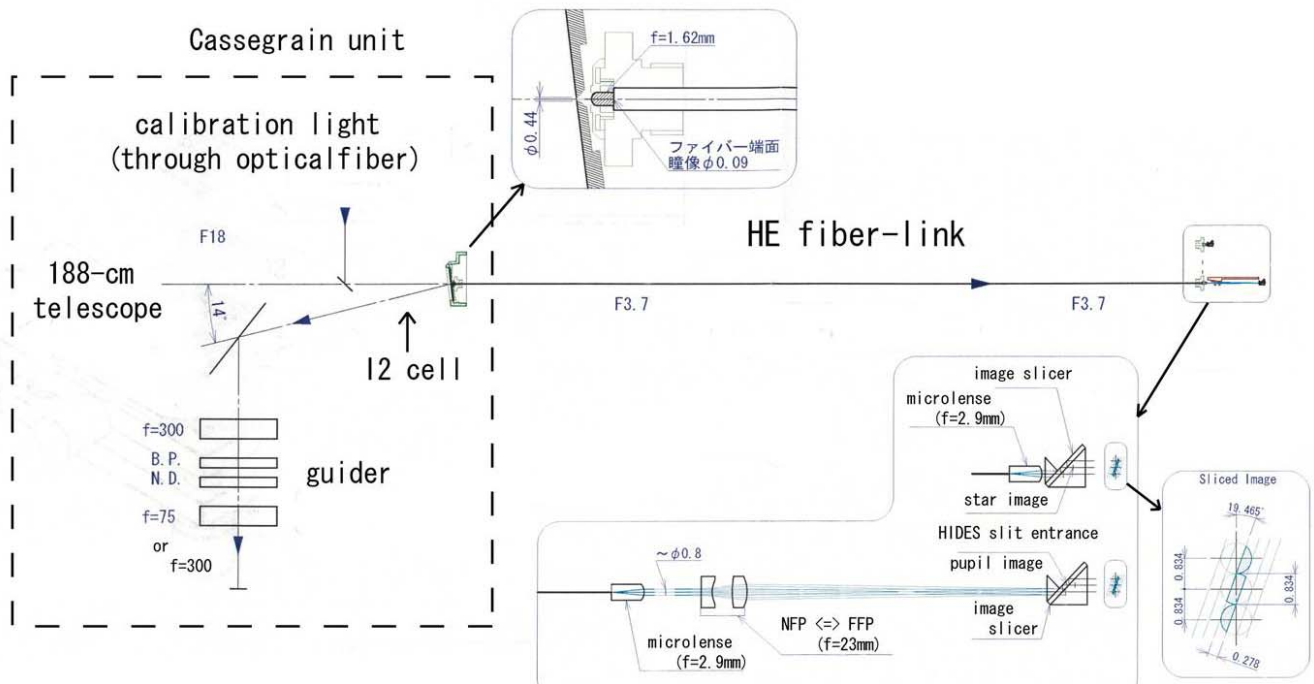 Cassegrain unit
calibration light
(through opticalfiber)
F18
188-cm
telescope
14°
I2 cell
f=300
B.P.
N.D.
f=75
or
f=300
guider
f=1.62mm
φ0.44
ファイバー端面
瞳像φ0.09
HE fiber-link
F3.7
F3.7
image slicer
microlense
(f=2.9mm)
star image
HIDES slit entrance
pupil image
image
slicer
~φ0.8
NFP <=> FFP
(f=23mm)
microlense
(f=2.9mm)
Sliced Image
19.465°
0.834
0.834
0.834
0.278